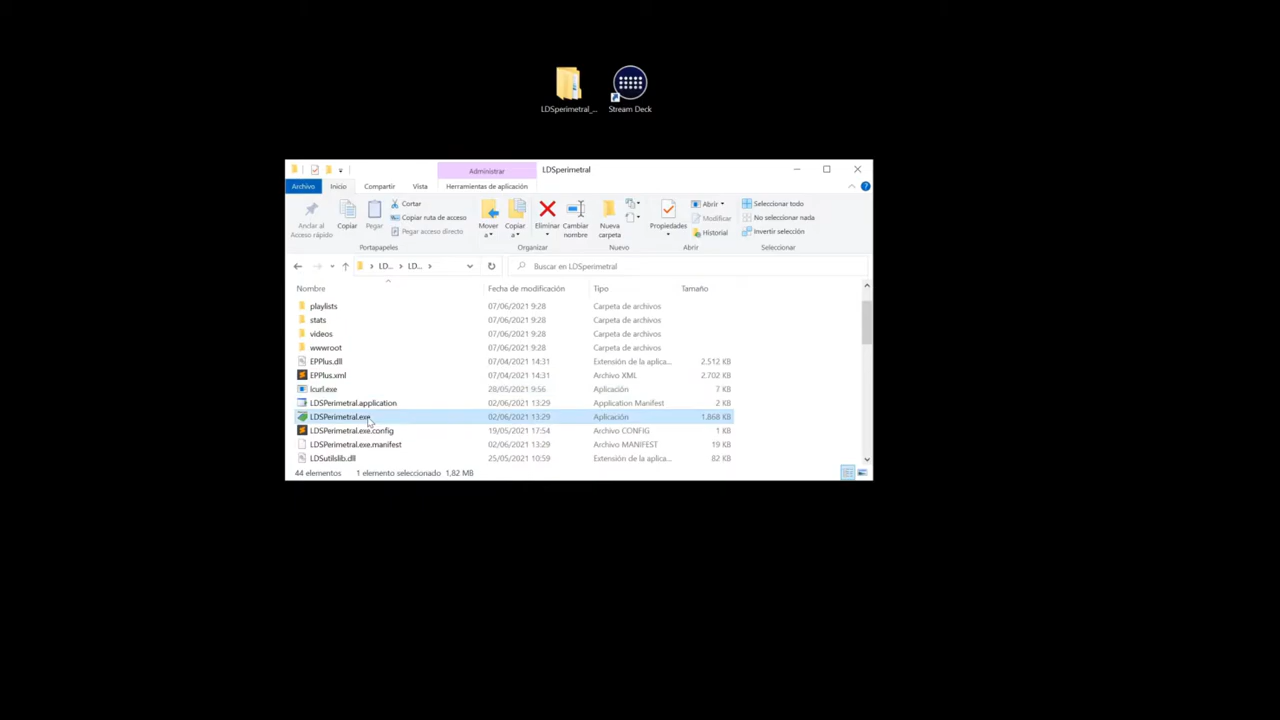 LDSperimetral_... Stream Deck
Administrar LDSperimetral
Archivo Inicio Compartir Vista Herramientas de aplicación
Andar al Acceso rápido
Copiar
Pegar
Cortar
Copiar ruta de acceso
Pegar acceso directo
Portapapeles
Mover a
Copiar a
Eliminar
Cambiar nombre
Organizar
Nueva carpeta
Nuevo
Propiedades
Abrir
Modificar
Historial
Abrir
Seleccionar todo
No seleccionar nada
Invertir selección
Seleccionar
LD... LD... Buscar en LDSperimetral
Nombre Fecha de modificación Tipo Tamaño
playlists 07/06/2021 9:28 Carpeta de archivos
stats 07/06/2021 9:28 Carpeta de archivos
videos 07/06/2021 9:28 Carpeta de archivos
wwwroot 07/06/2021 9:28 Carpeta de archivos
EPPlus.dll 07/04/2021 14:31 Extensión de la aplica... 2.512 KB
EPPlus.xml 07/04/2021 14:31 Archivo XML 2.702 KB
lcurl.exe 28/05/2021 9:56 Aplicación 7 KB
LDSPerimetral.application 02/06/2021 13:29 Application Manifest 2 KB
LDSPerimetral.exe 02/06/2021 13:29 Aplicación 1.868 KB
LDSPerimetral.exe.config 19/05/2021 17:54 Archivo CONFIG 1 KB
LDSPerimetral.exe.manifest 02/06/2021 13:29 Archivo MANIFEST 19 KB
LDSutilslib.dll 25/05/2021 10:59 Extensión de la aplica... 82 KB
44 elementos 1 elemento seleccionado 1,82 MB